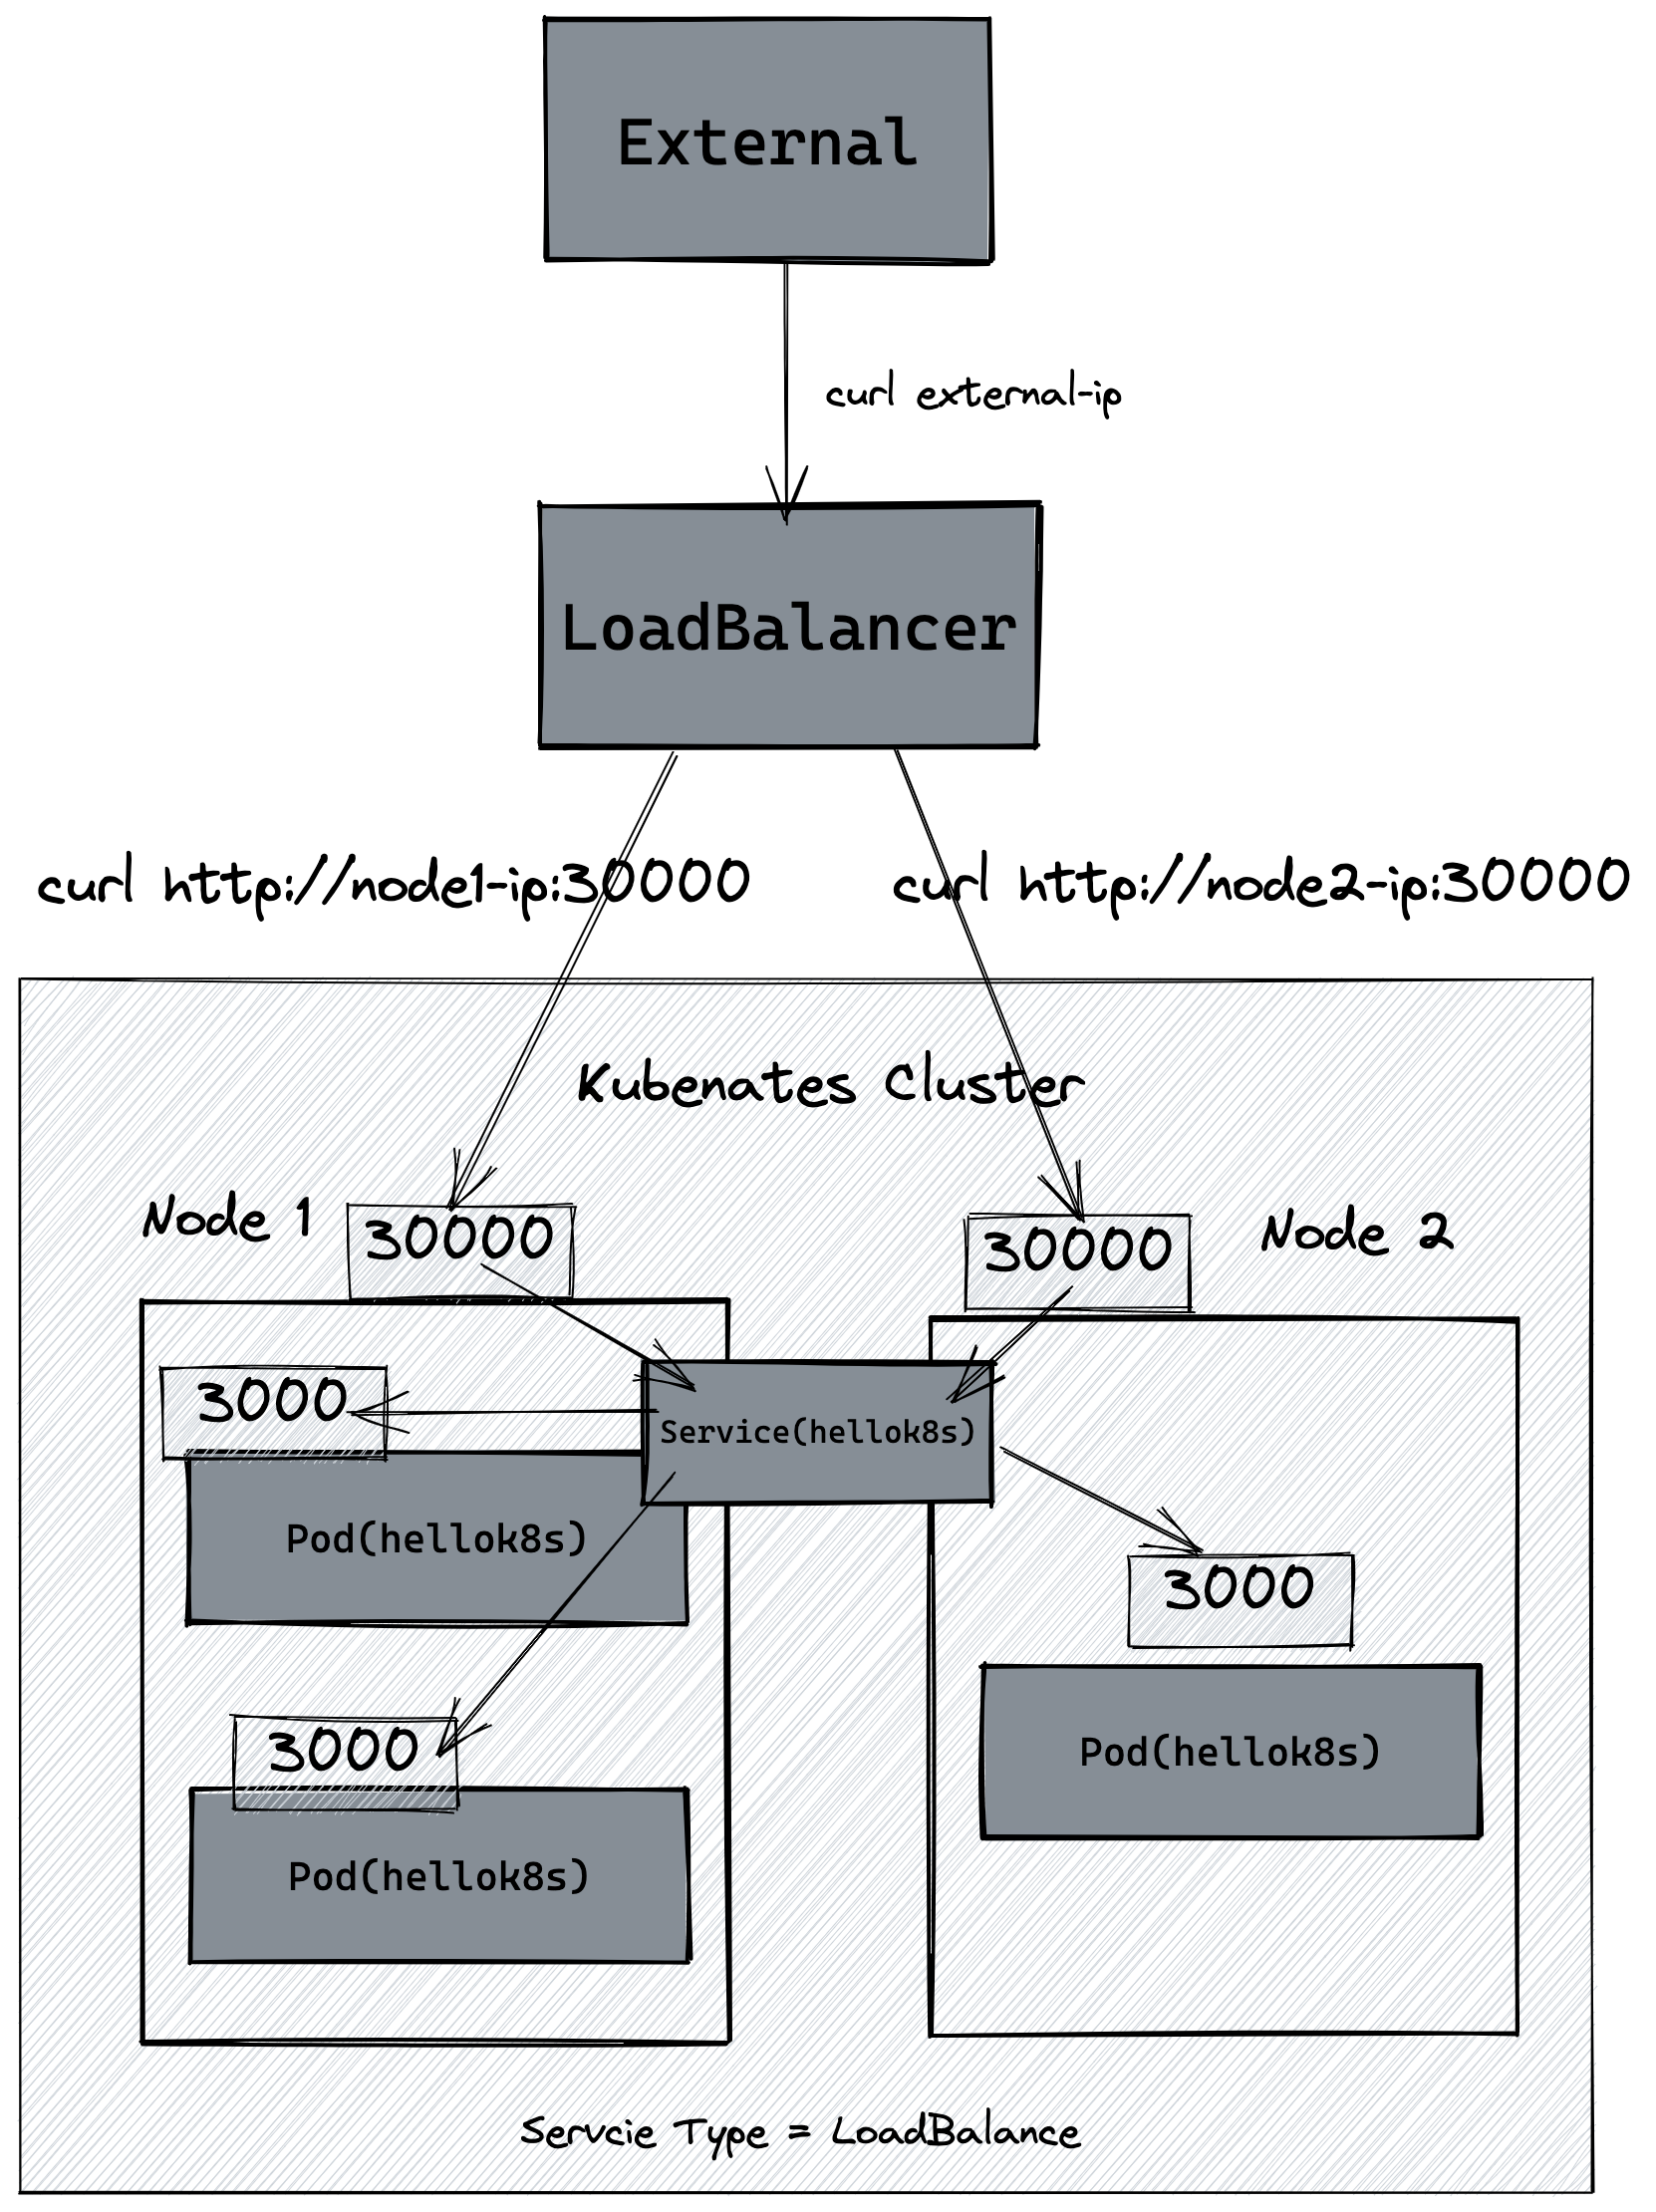 External
curl external-ip
LoadBalancer
curl http://node1-ip:30000
curl http://node2-ip:30000
Kubenates Cluster
Node 1
30000
30000
Node 2
3000
Service(hellok8s)
Pod(hellok8s)
3000
3000
Pod(hellok8s)
Pod(hellok8s)
Servcie Type = LoadBalance